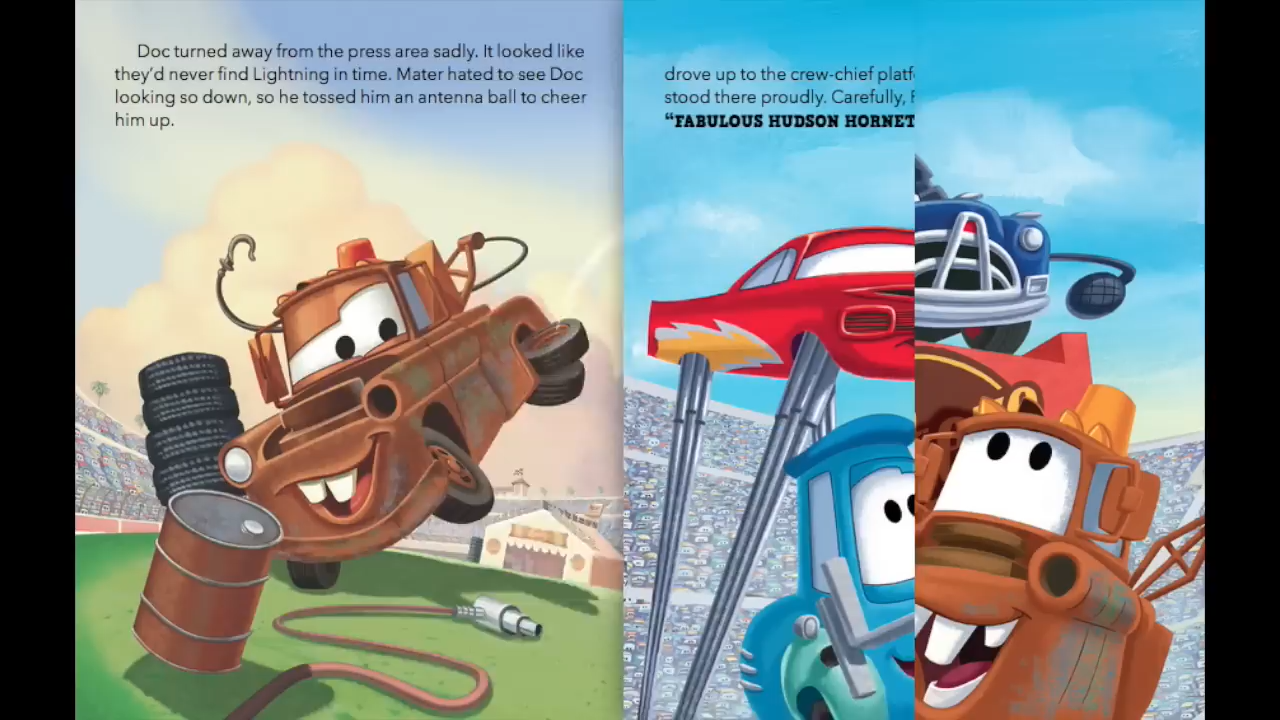 Doc turned away from the press area sadly. It looked like
they'd never find Lightning in time. Mater hated to see Doc
looking so down, so he tossed him an antenna ball to cheer
him up.
drove up to the crew-chief
stood there proudly. Carefully,
"FABULOUS HUDSON HORNET